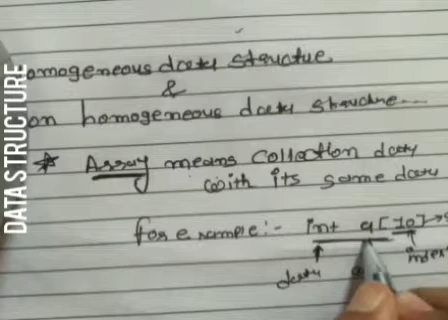 DATA STRUCTURE
omogeneous data structue
&
on homogeneous data structure...
* Array means collection data
with its same data
for example:- int a[10] → s
data
index